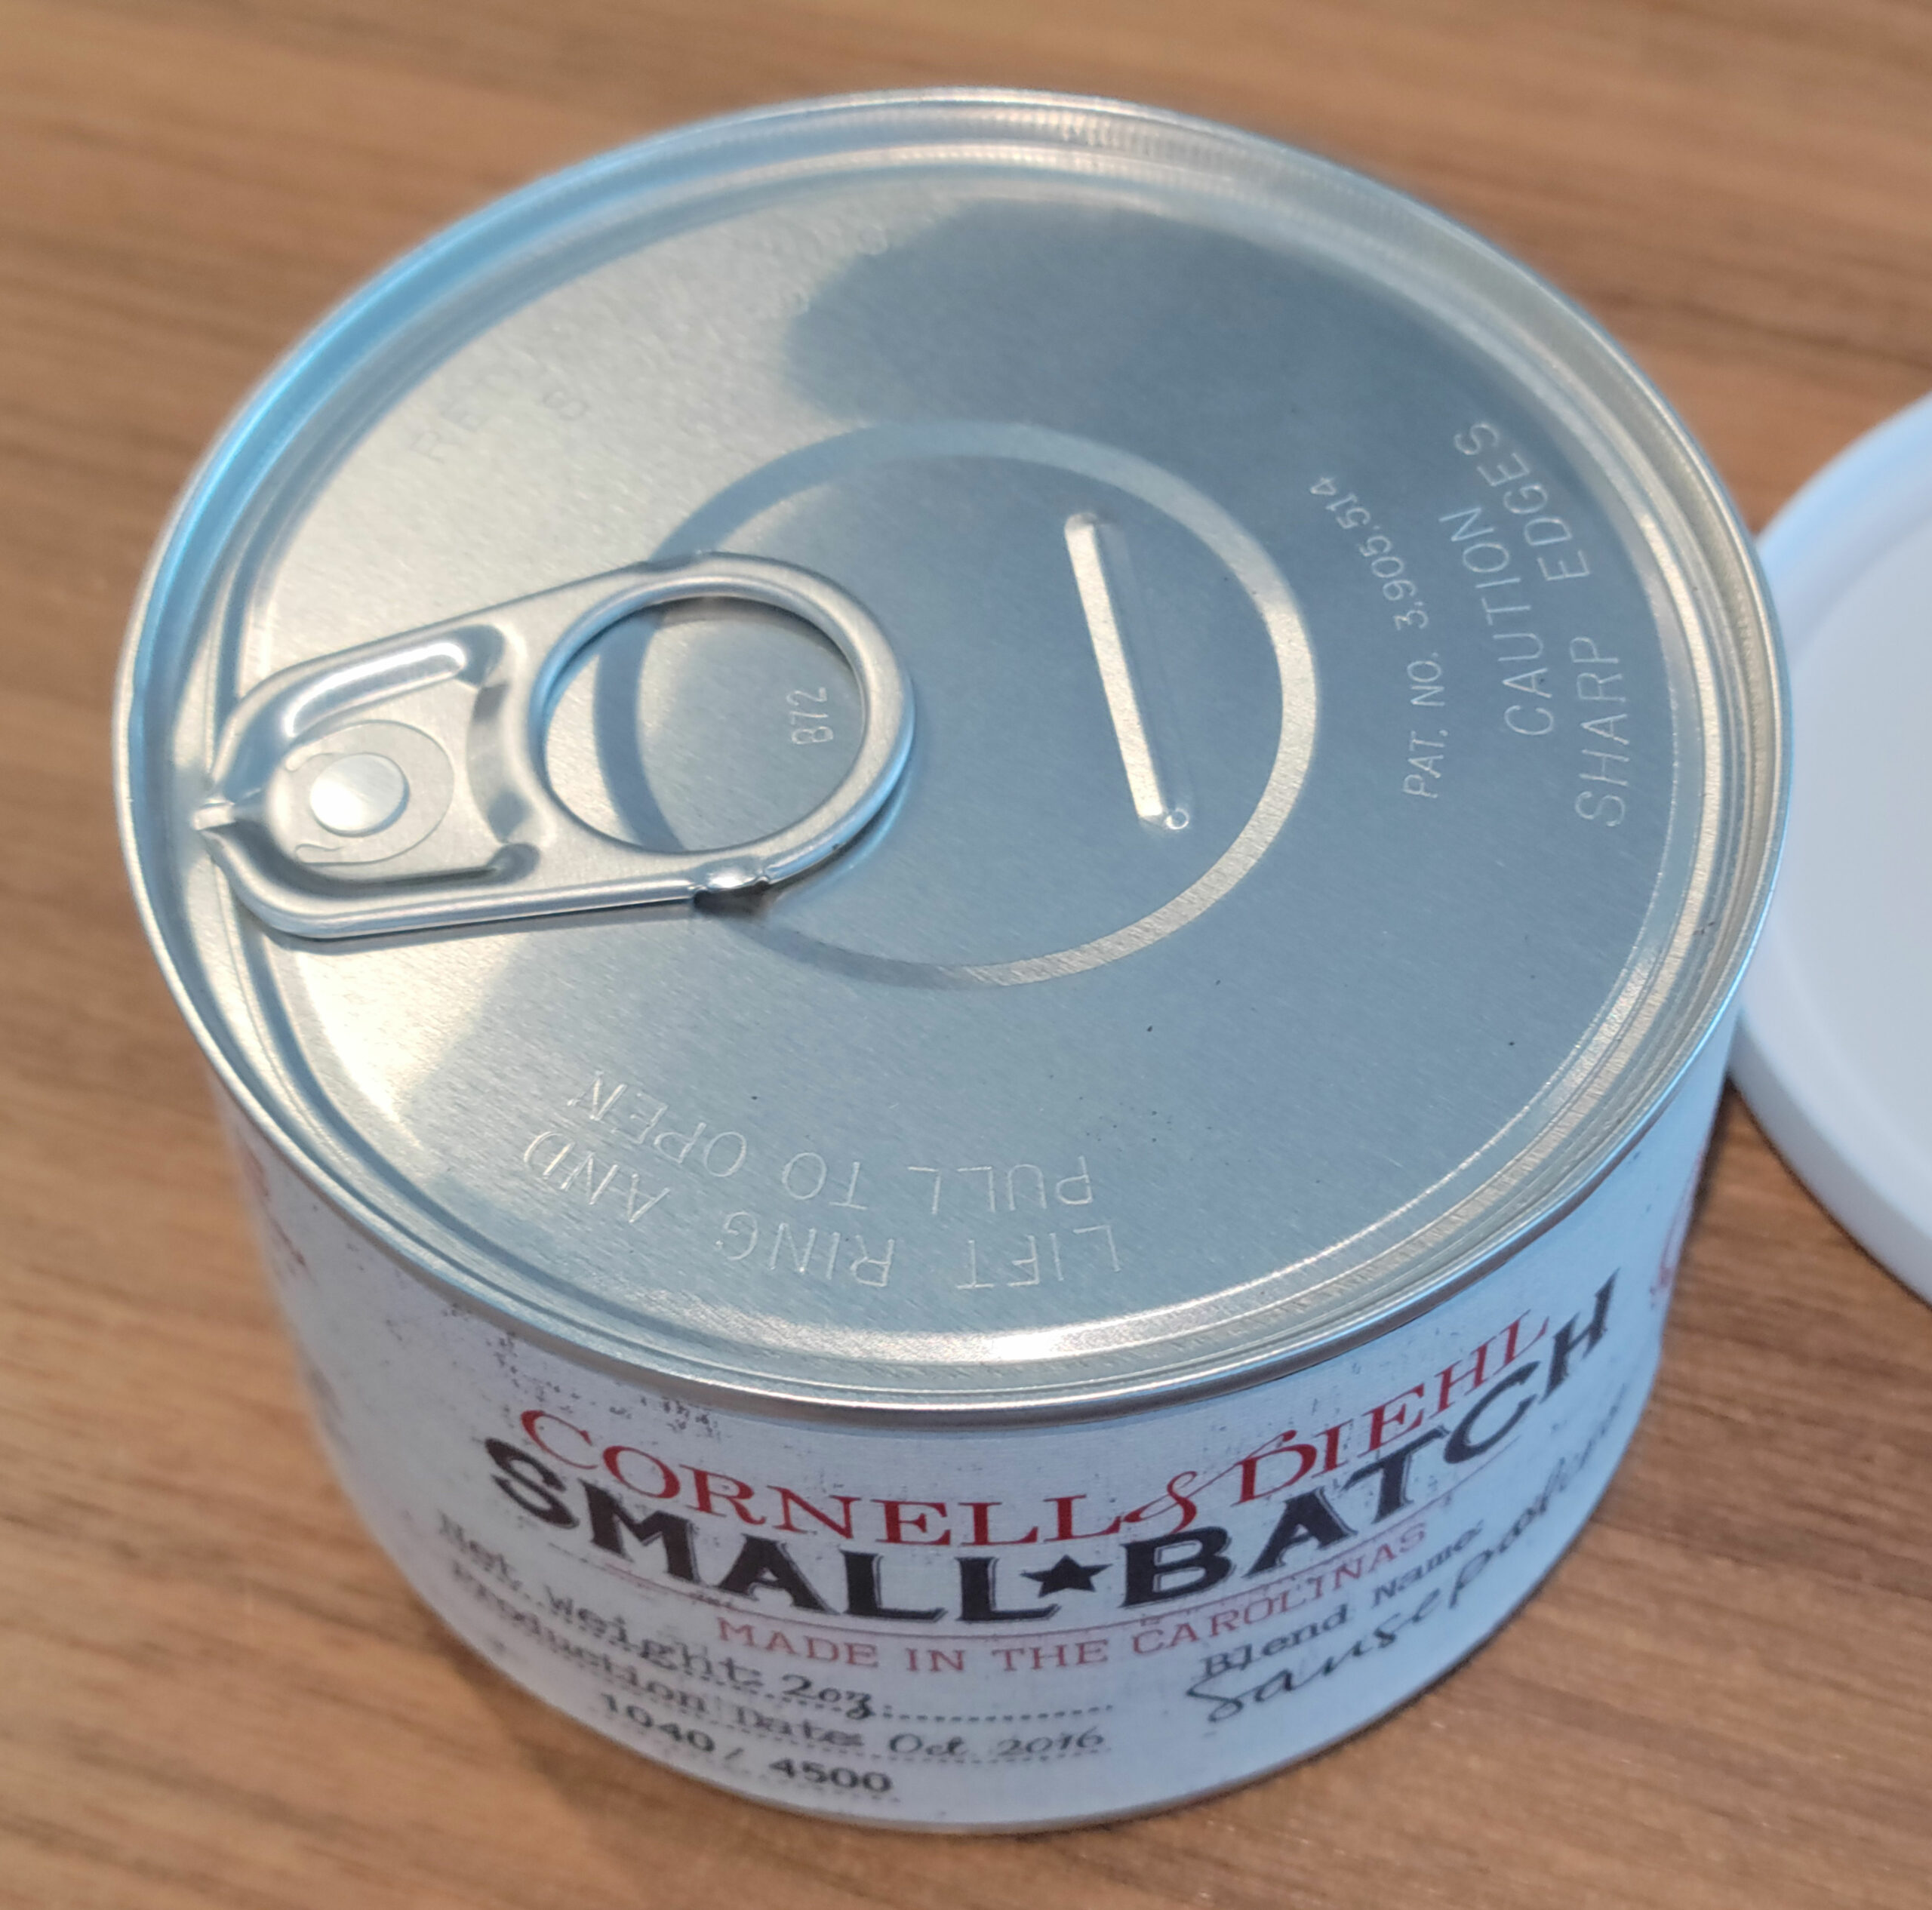 B72
PAT. NO. 3,905,514
CAUTION
SHARP EDGES
LIFT RING AND
PULL TO OPEN
CORNELL & DIEHL
SMALL★BATCH
MADE IN THE CAROLINAS
Net. Weight: 2oz.
Production Date: Oct 2016
1040 / 4500
Blend Name:
Sansepolcro